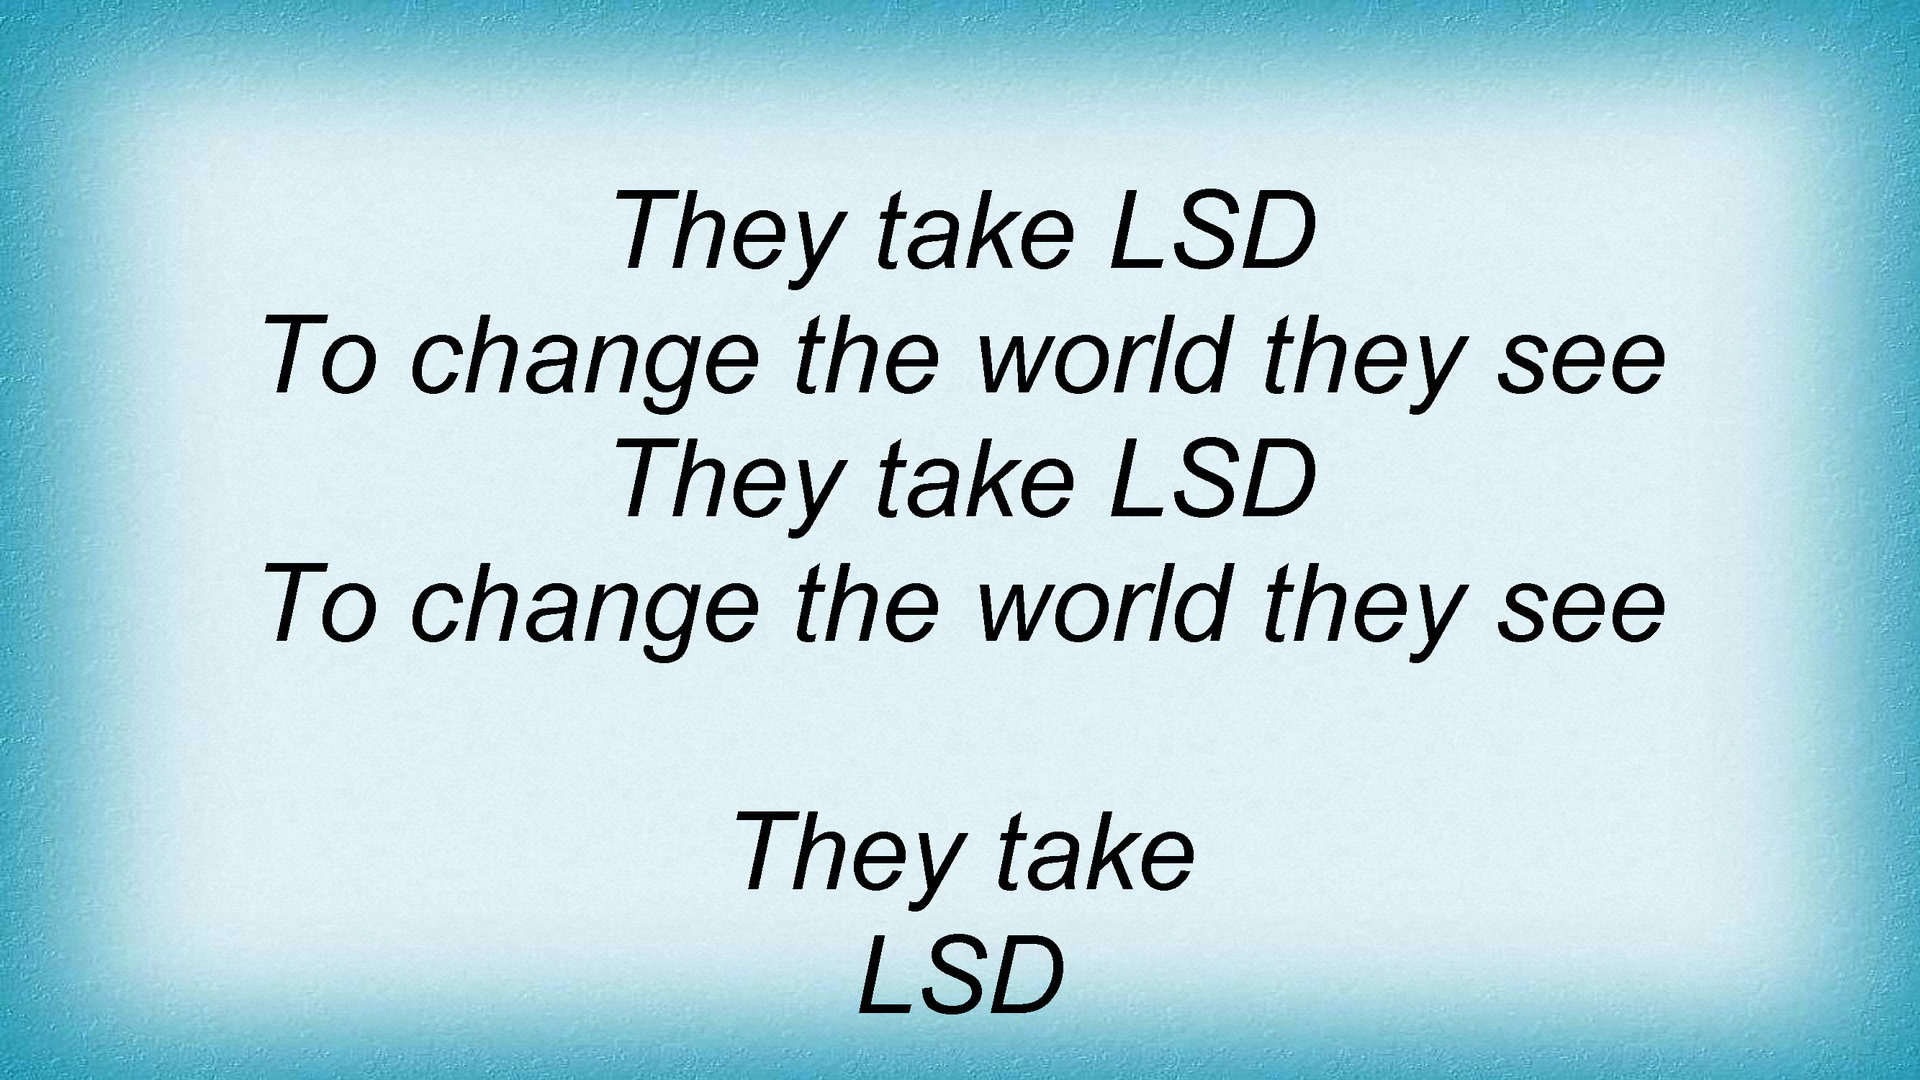 They take LSD
To change the world they see
They take LSD
To change the world they see
They take
LSD